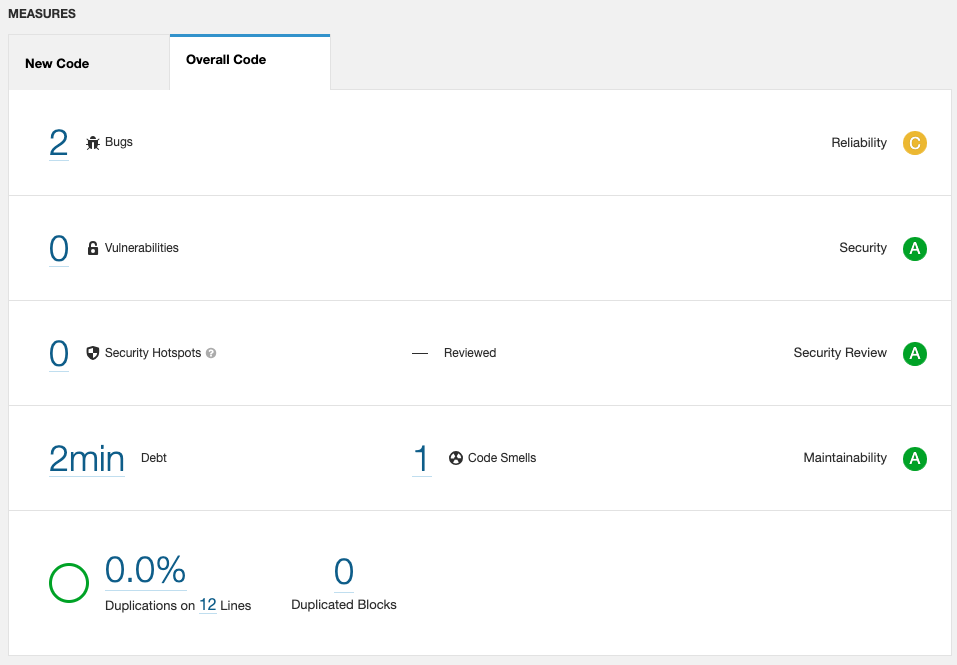 MEASURES
New Code
Overall Code
2 Bugs Reliability C
0 Vulnerabilities Security A
0 Security Hotspots ? — Reviewed Security Review A
2min Debt 1 Code Smells Maintainability A
0.0% 0
Duplications on 12 Lines Duplicated Blocks